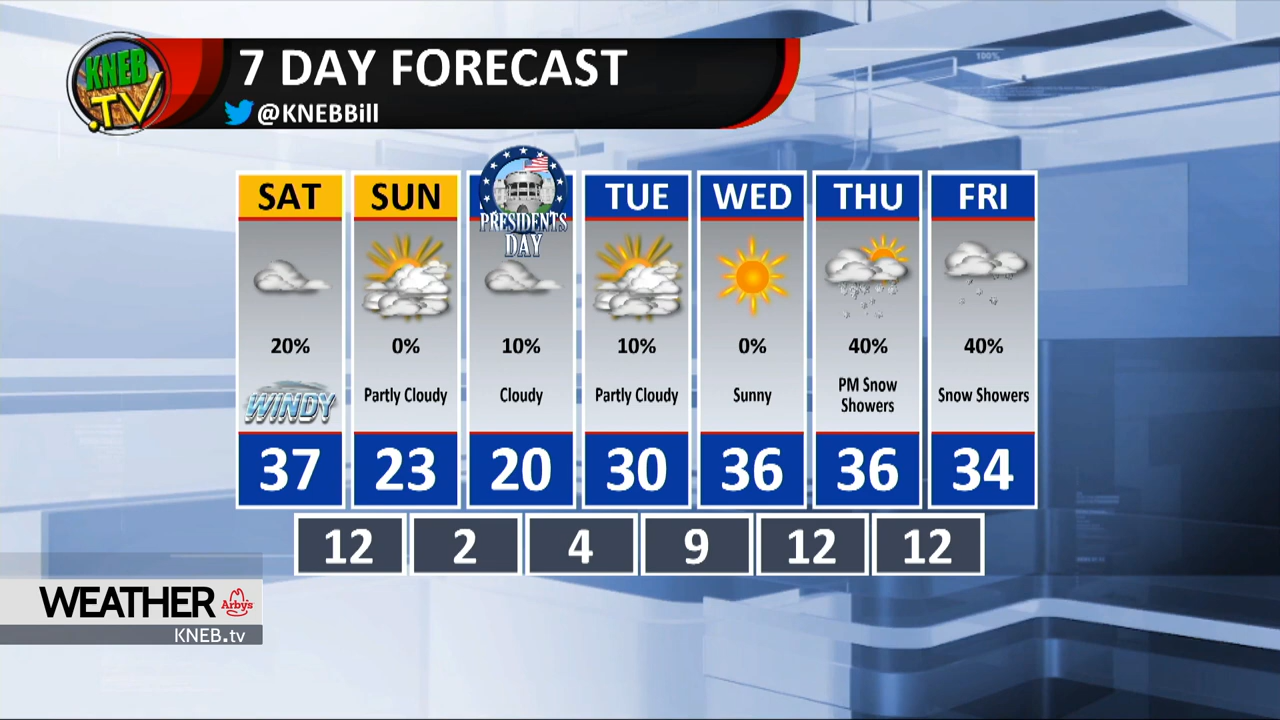 KNEB
.TV
7 DAY FORECAST
@KNEBBill
SAT
SUN
PRESIDENTS
DAY
TUE
WED
THU
FRI
20%
0%
10%
10%
0%
40%
40%
WINDY
Partly Cloudy
Cloudy
Partly Cloudy
Sunny
PM Snow
Showers
Snow Showers
37
23
20
30
36
36
34
12
2
4
9
12
12
WEATHER
Arby's
KNEB.tv
100%